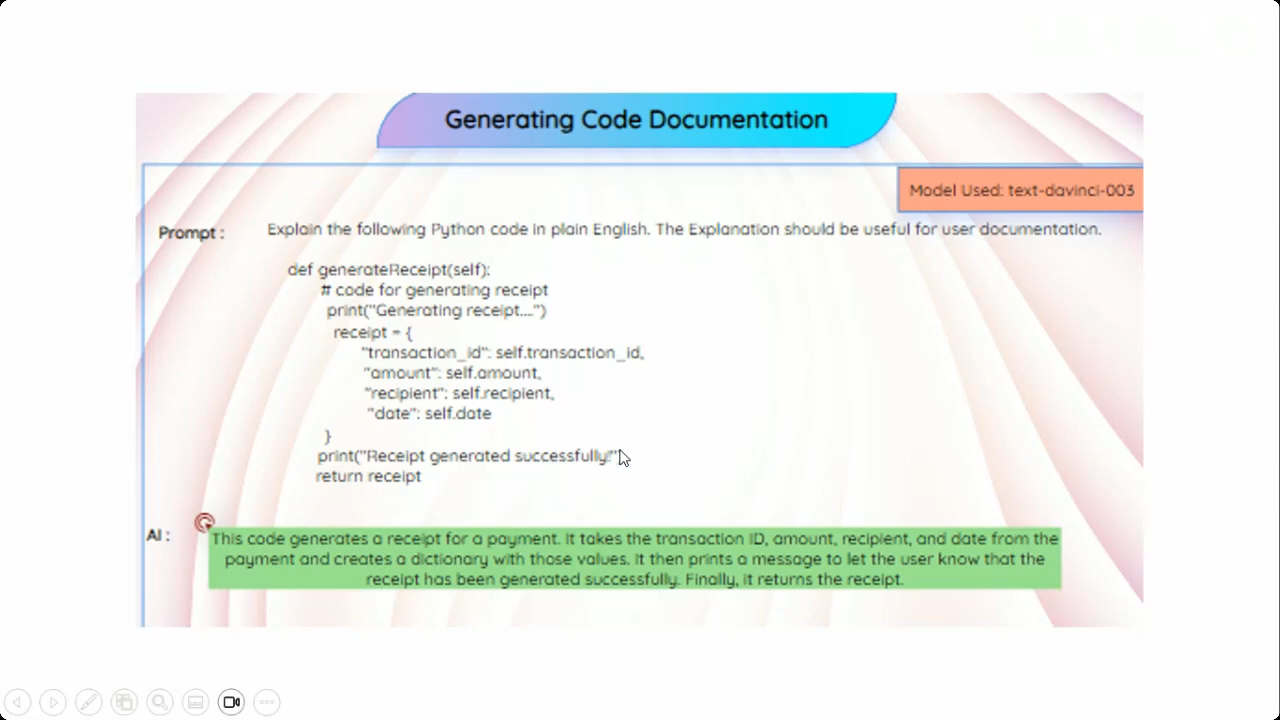 Generating Code Documentation
Model Used: text-davinci-003
Prompt :
Explain the following Python code in plain English. The Explanation should be useful for user documentation.
def generateReceipt(self):
# code for generating receipt
print("Generating receipt...")
receipt = {
"transaction_id": self.transaction_id,
"amount": self.amount,
"recipient": self.recipient,
"date": self.date
}
print("Receipt generated successfully!"
return receipt
AI :
This code generates a receipt for a payment. It takes the transaction ID, amount, recipient, and date from the
payment and creates a dictionary with those values. It then prints a message to let the user know that the
receipt has been generated successfully. Finally, it returns the receipt.